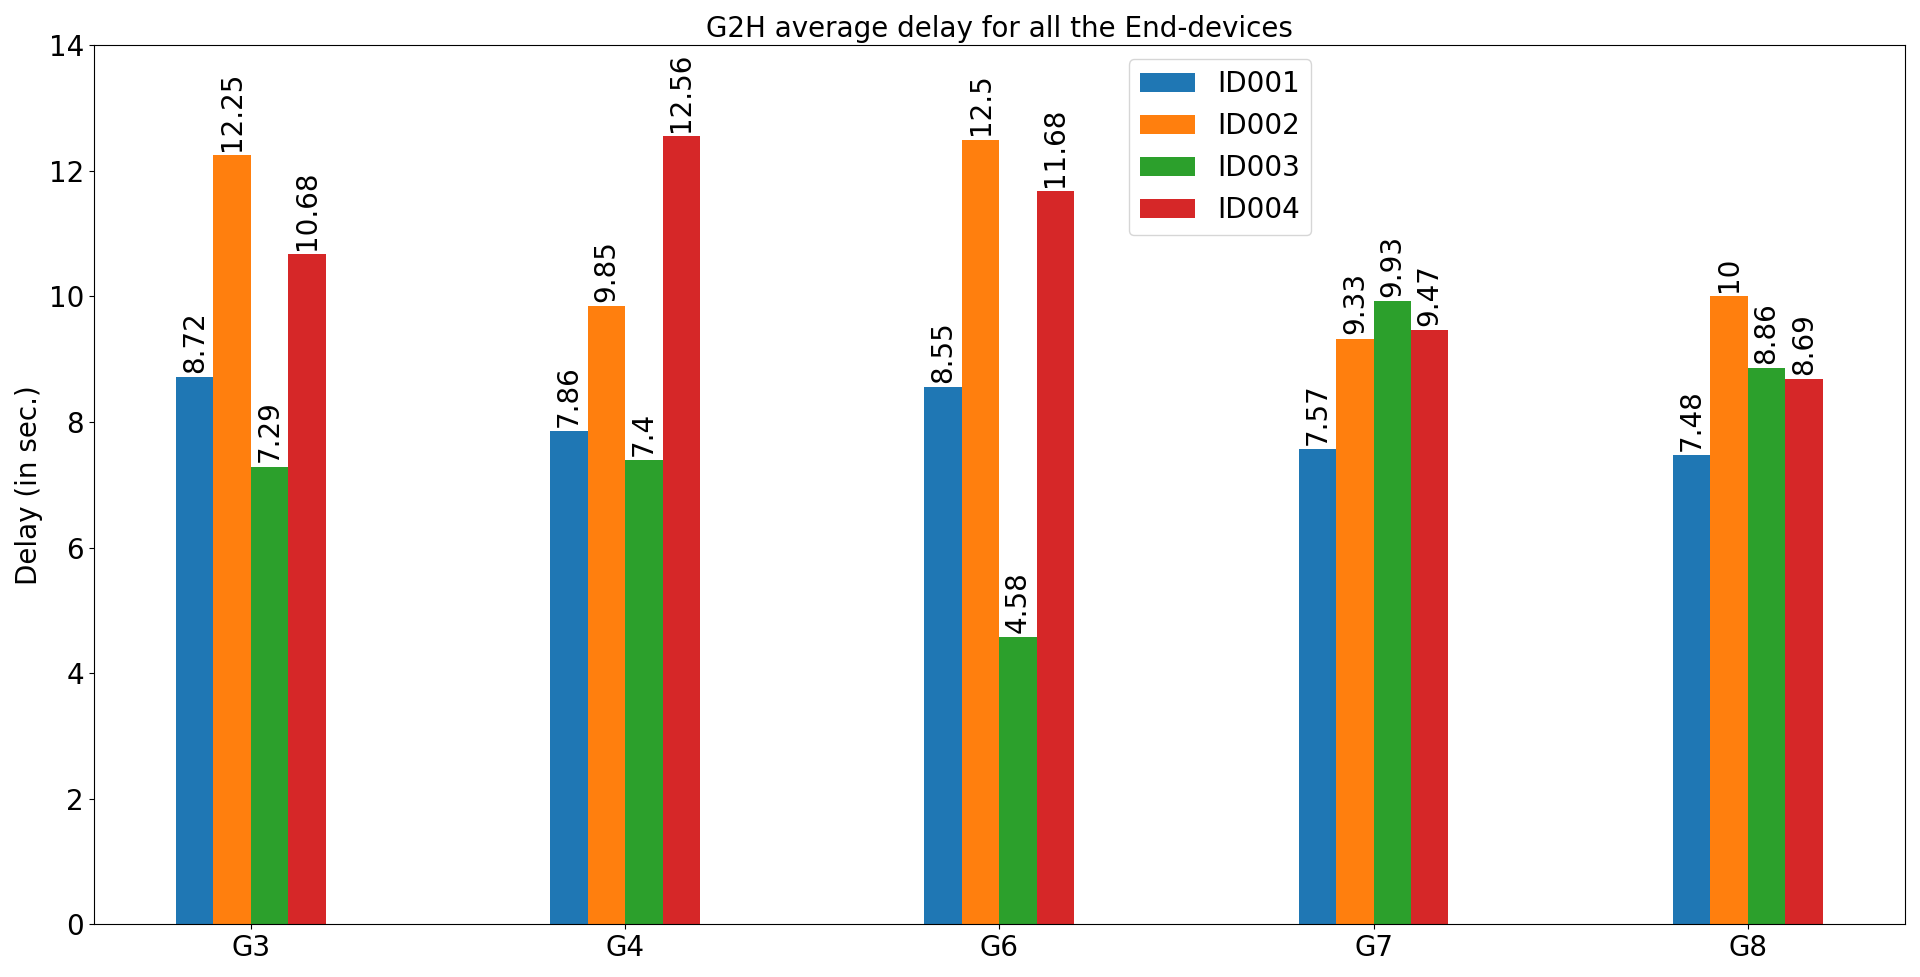 G2H average delay for all the End-devices
Delay (in sec.)
14
12
10
8
6
4
2
0
ID001
ID002
ID003
ID004
8.72
12.25
7.29
10.68
7.86
9.85
7.4
12.56
8.55
12.5
4.58
11.68
7.57
9.33
9.93
9.47
7.48
10
8.86
8.69
G3
G4
G6
G7
G8